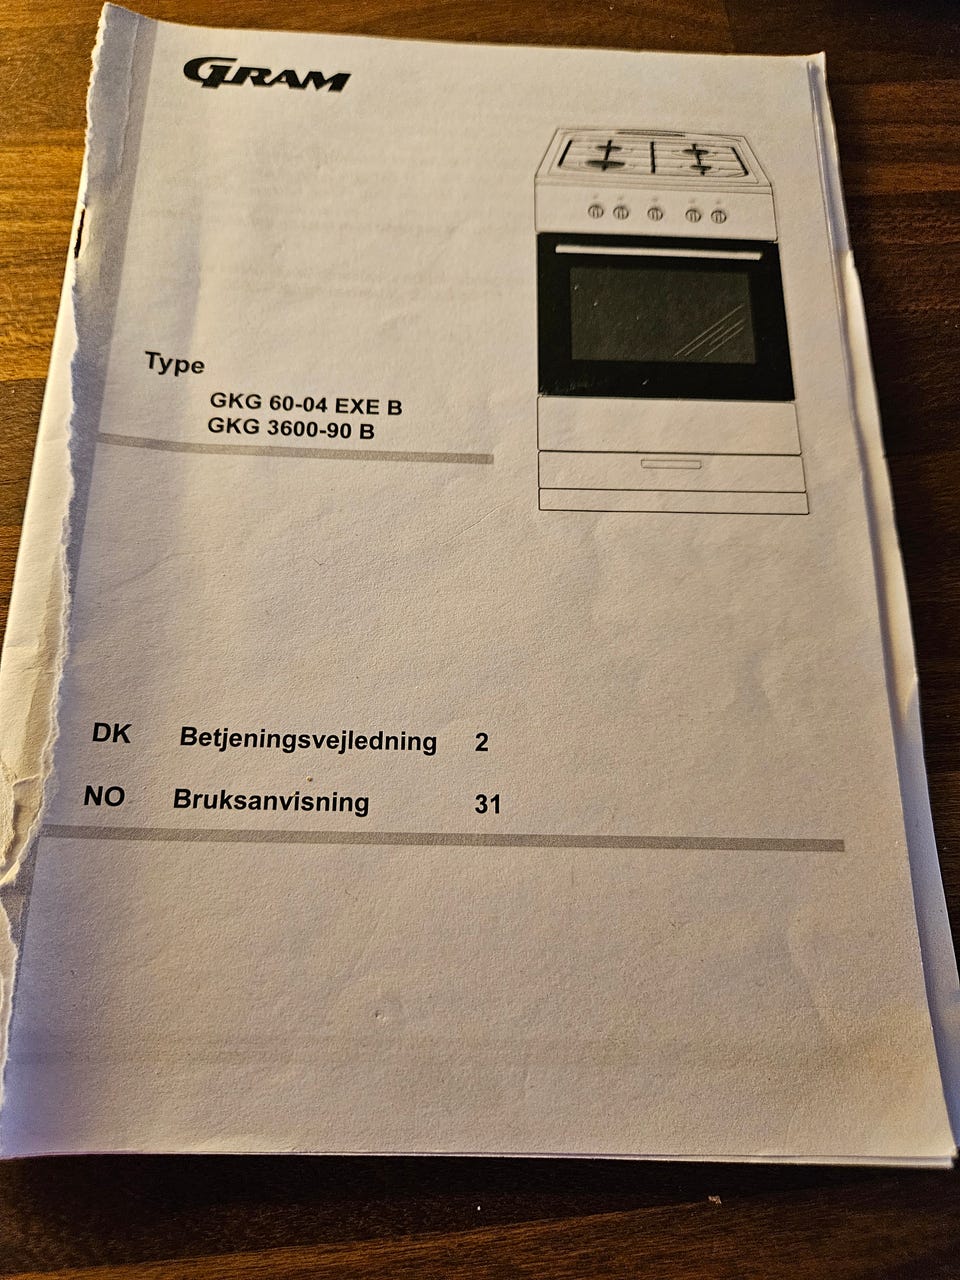 GRAM
Type
GKG 60-04 EXE B
GKG 3600-90 B
DK Betjeningsvejledning 2
NO Bruksanvisning 31